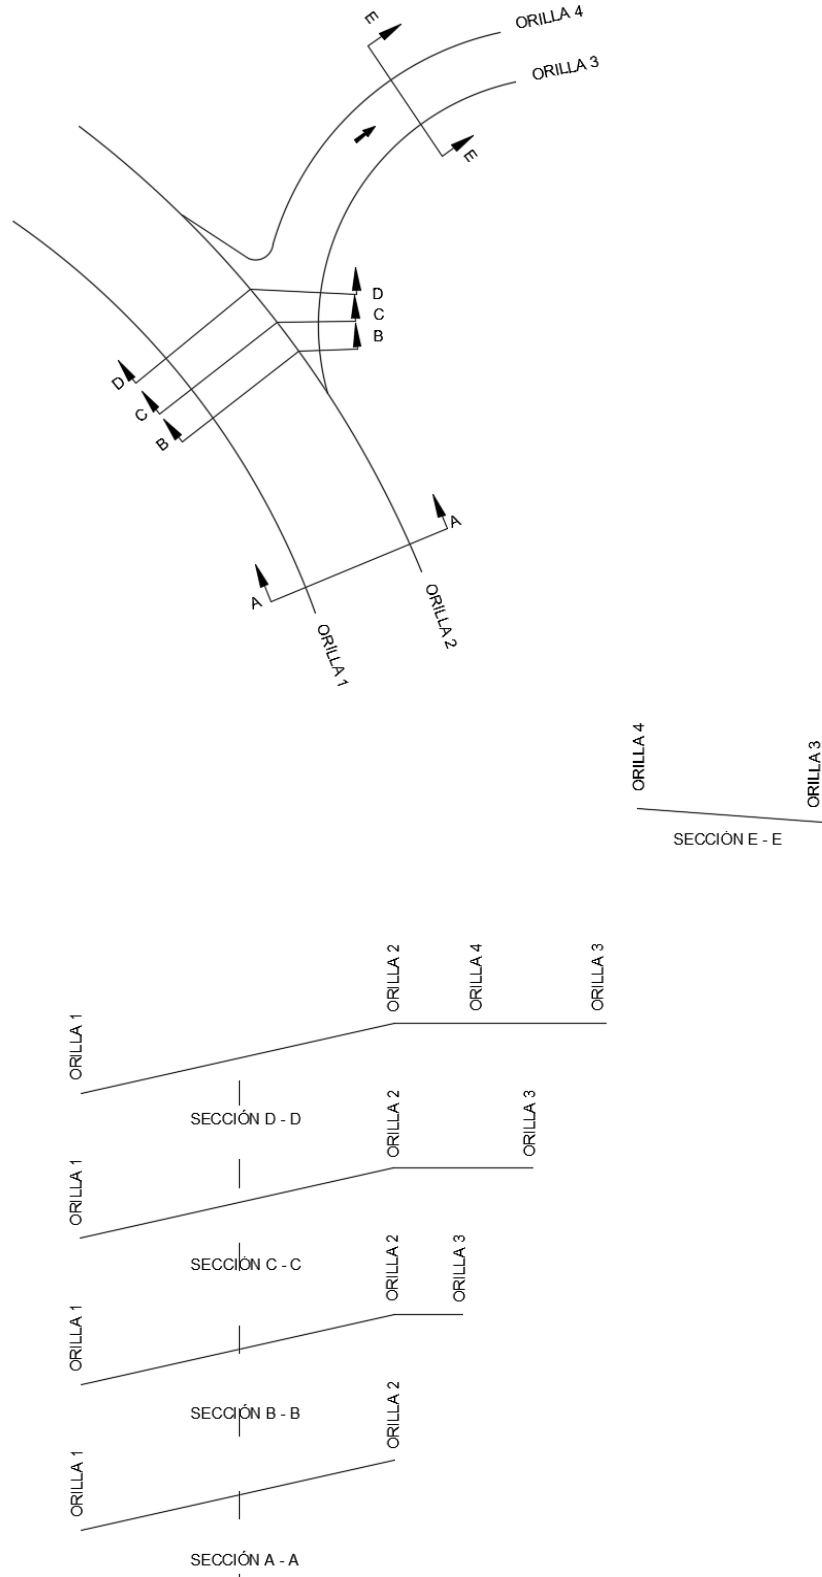 E
ORILLA 4
ORILLA 3
E
D
C
B
D
C
B
A
A
ORILLA 1
ORILLA 2
ORILLA 4
ORILLA 3
SECCIÓN E - E
ORILLA 1
ORILLA 2
ORILLA 4
ORILLA 3
SECCIÓN D - D
ORILLA 1
ORILLA 2
ORILLA 3
SECCIÓN C - C
ORILLA 1
ORILLA 2
ORILLA 3
SECCIÓN B - B
ORILLA 1
ORILLA 2
SECCIÓN A - A